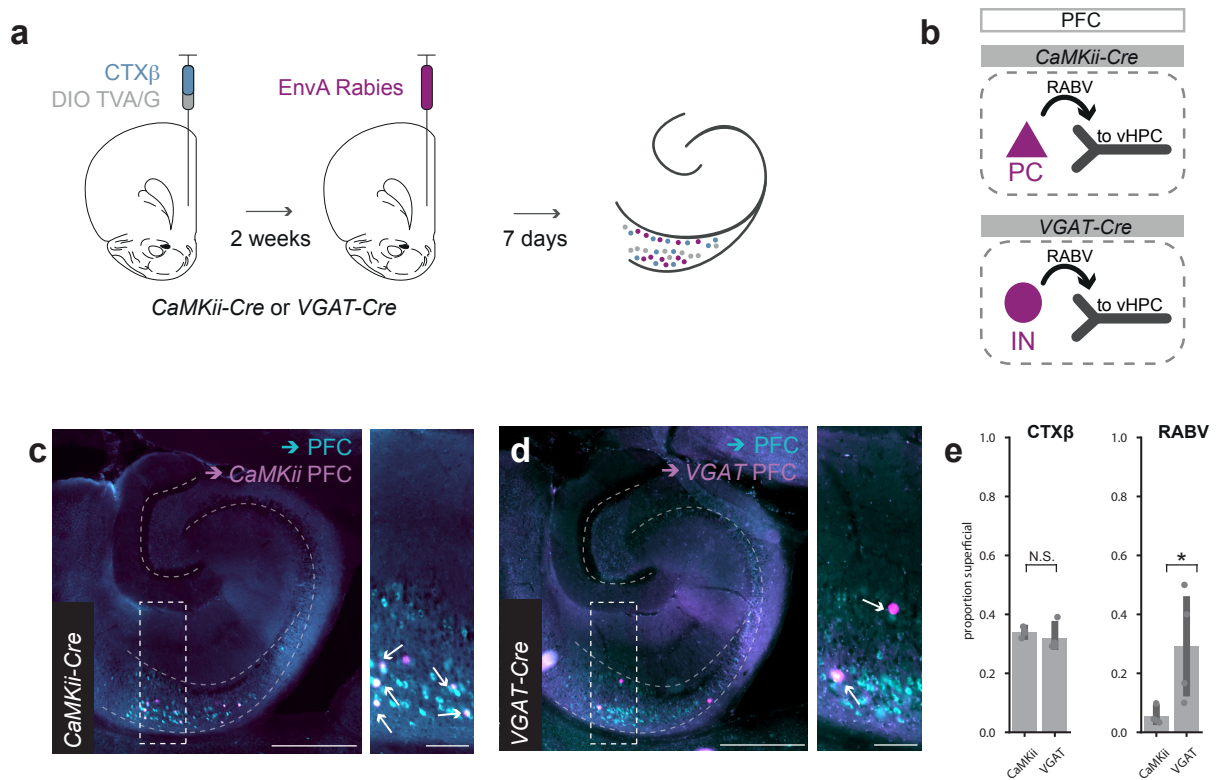 a
CTXβ
DIO TVA/G
EnvA Rabies
2 weeks
7 days
CaMKii-Cre or VGAT-Cre
b
PFC
CaMKii-Cre
RABV
to vHPC
PC
VGAT-Cre
RABV
to vHPC
IN
c
→ PFC
→ CaMKii PFC
CaMKii-Cre
d
→ PFC
→ VGAT PFC
VGAT-Cre
e
CTXβ
RABV
proportion superficial
1.0
0.8
0.6
0.4
0.2
0.0
N.S.
CaMKii
VGAT
1.0
0.8
0.6
0.4
0.2
0.0
*
CaMKii
VGAT